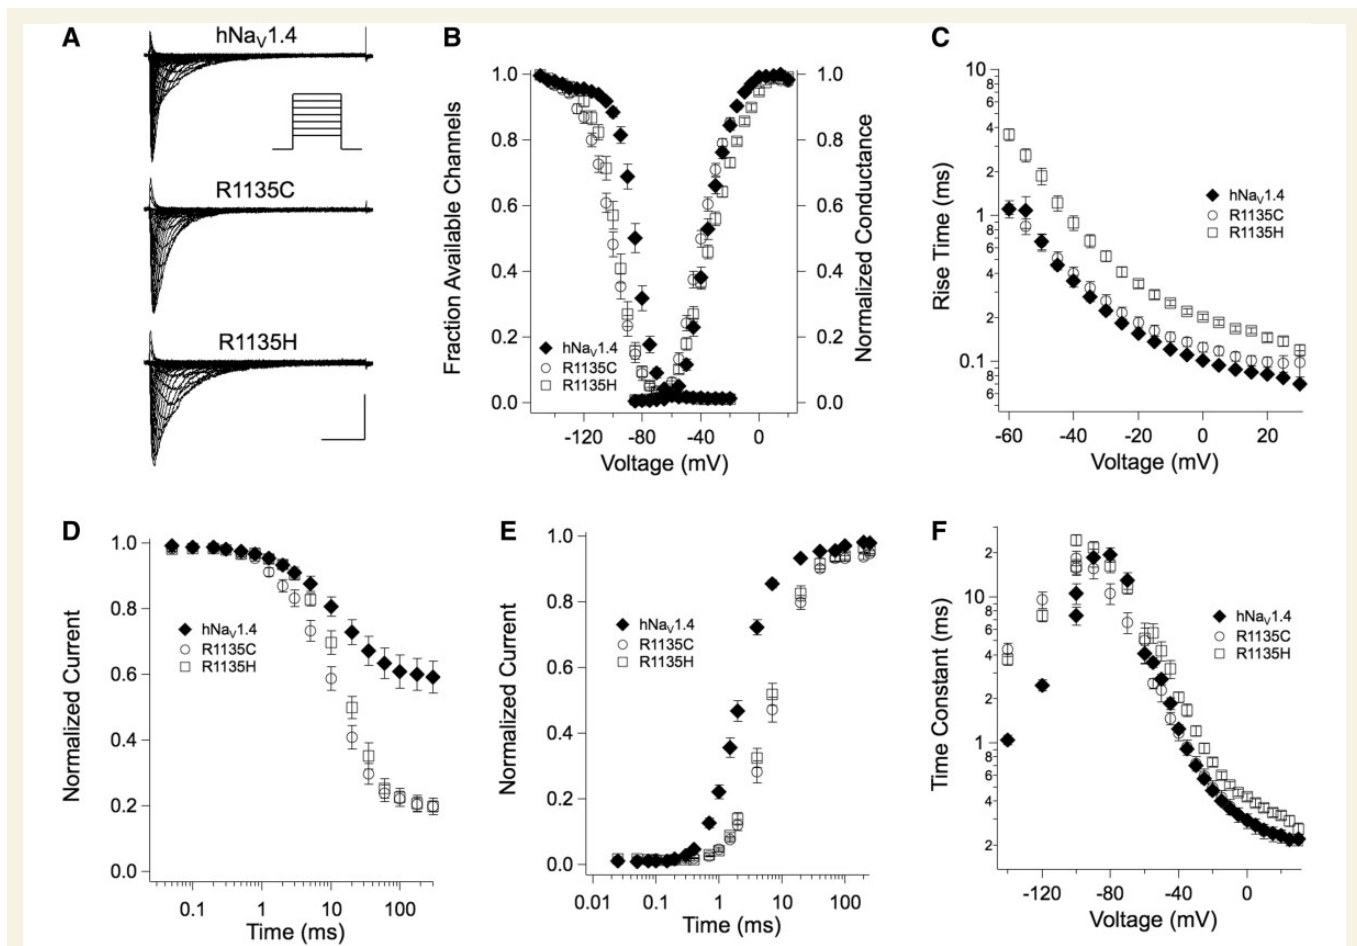 A
hNaV1.4
R1135C
R1135H
B
1.0
0.8
0.6
0.4
0.2
0.0
Fraction Available Channels
1.0
0.8
0.6
0.4
0.2
0.0
Normalized Conductance
hNaV1.4
R1135C
R1135H
-120
-80
-40
0
Voltage (mV)
C
10
8
6
4
2
1
8
6
4
2
0.1
8
6
Rise Time (ms)
hNaV1.4
R1135C
R1135H
-60
-40
-20
0
20
Voltage (mV)
D
1.0
0.8
0.6
0.4
0.2
0.0
Normalized Current
hNaV1.4
R1135C
R1135H
0.1
1
10
100
Time (ms)
E
1.0
0.8
0.6
0.4
0.2
0.0
Normalized Current
hNaV1.4
R1135C
R1135H
0.01
0.1
1
10
100
Time (ms)
F
2
10
8
6
4
2
1
8
6
4
2
Time Constant (ms)
hNaV1.4
R1135C
R1135H
-120
-80
-40
0
Voltage (mV)